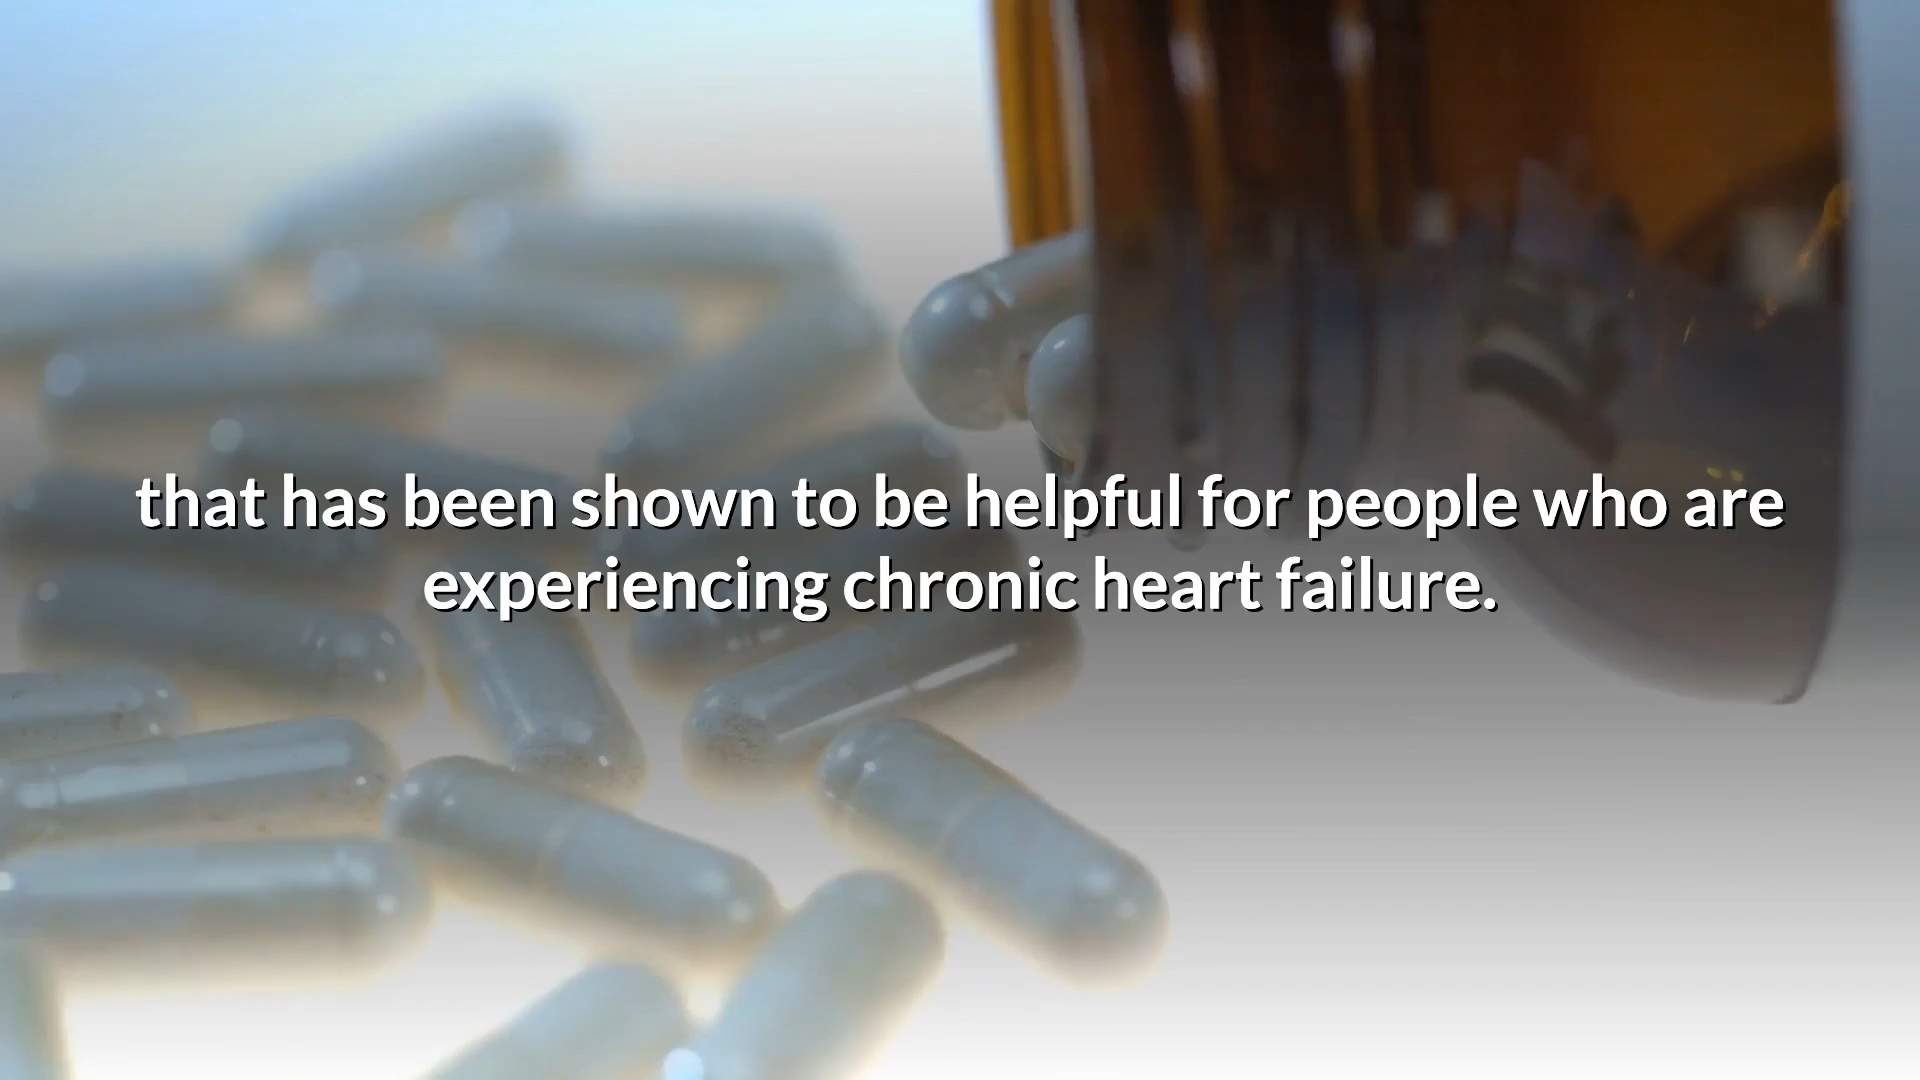 that has been shown to be helpful for people who are
experiencing chronic heart failure.